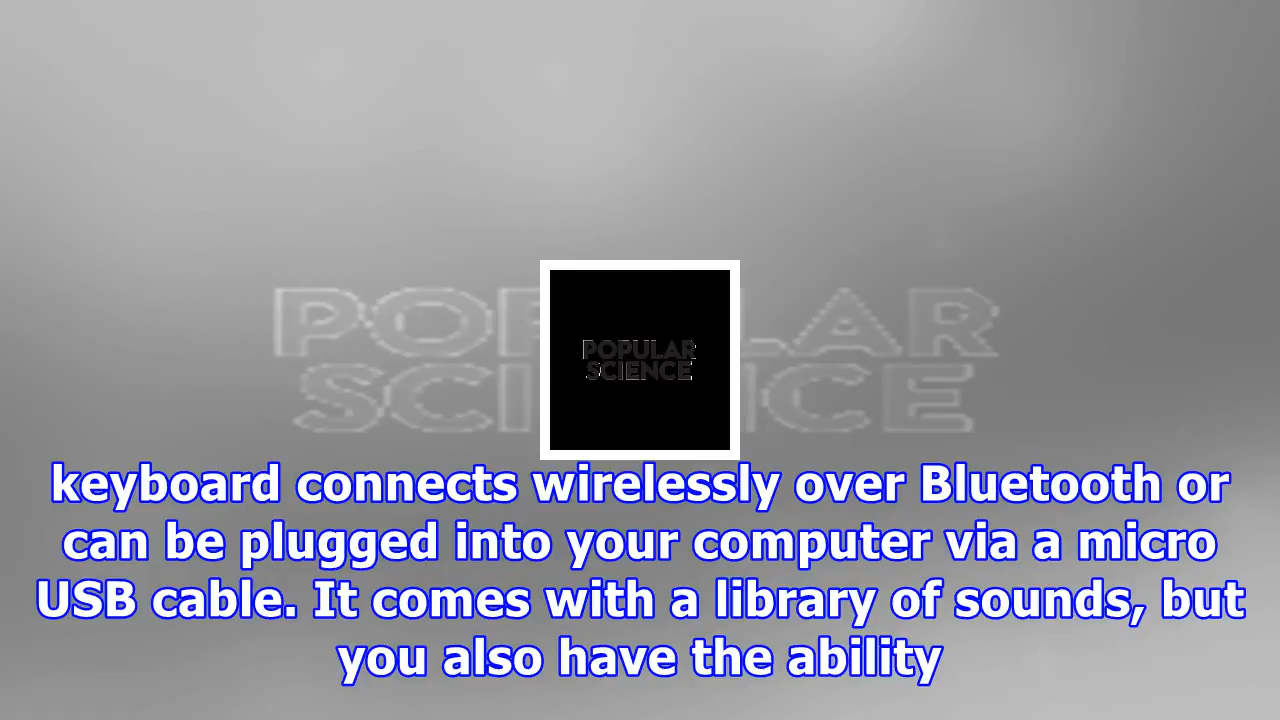 POPULAR
SCIENCE
POPULAR
SCIENCE
keyboard connects wirelessly over Bluetooth or
can be plugged into your computer via a micro
USB cable. It comes with a library of sounds, but
you also have the ability